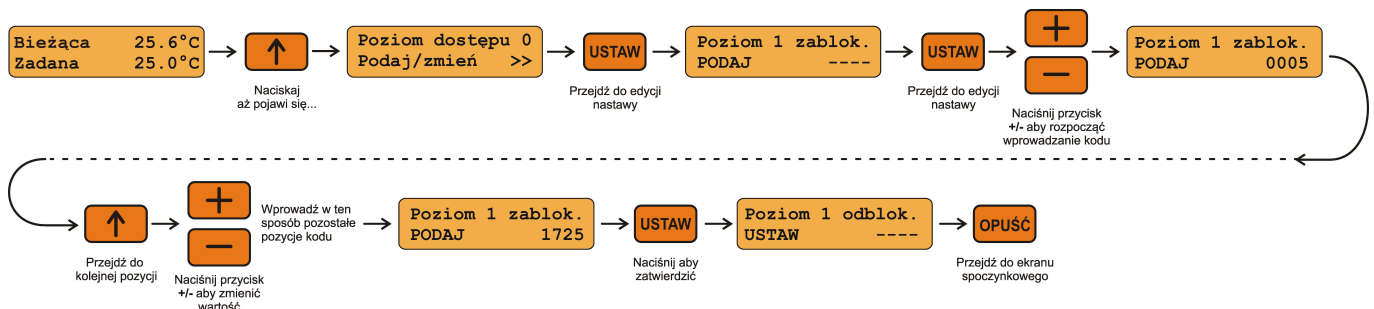 Bieżąca 25.6°C
Zadana 25.0°C
Naciskaj
aż pojawi się...
Poziom dostępu 0
Podaj/zmień >>
USTAW
Przejdź do edycji
nastawy
Poziom 1 zablok.
PODAJ ----
USTAW
Przejdź do edycji
nastawy
+
−
Naciśnij przycisk
+/- aby rozpocząć
wprowadzanie kodu
Poziom 1 zablok.
PODAJ 0005
Przejdź do
kolejnej pozycji
+
−
Naciśnij przycisk
+/- aby zmienić
wartość
Wprowadź w ten
sposób pozostałe
pozycje kodu
Poziom 1 zablok.
PODAJ 1725
USTAW
Naciśnij aby
zatwierdzić
Poziom 1 odblok.
USTAW ----
OPUŚĆ
Przejdź do ekranu
spoczynkowego